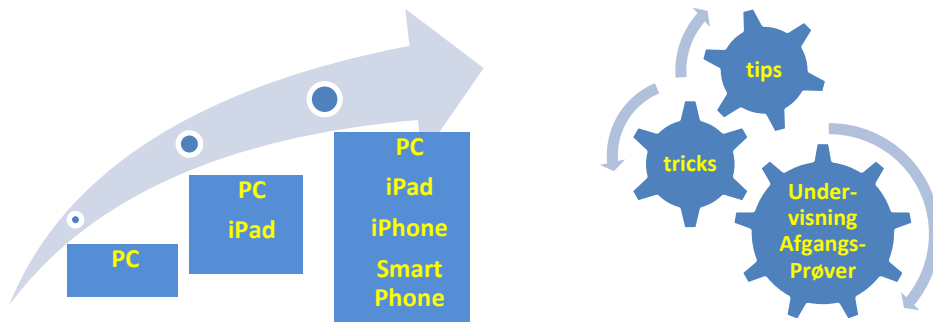 PC
PC
iPad
PC
iPad
iPhone
Smart
Phone
tips
tricks
Under-
visning
Afgangs-
Prøver